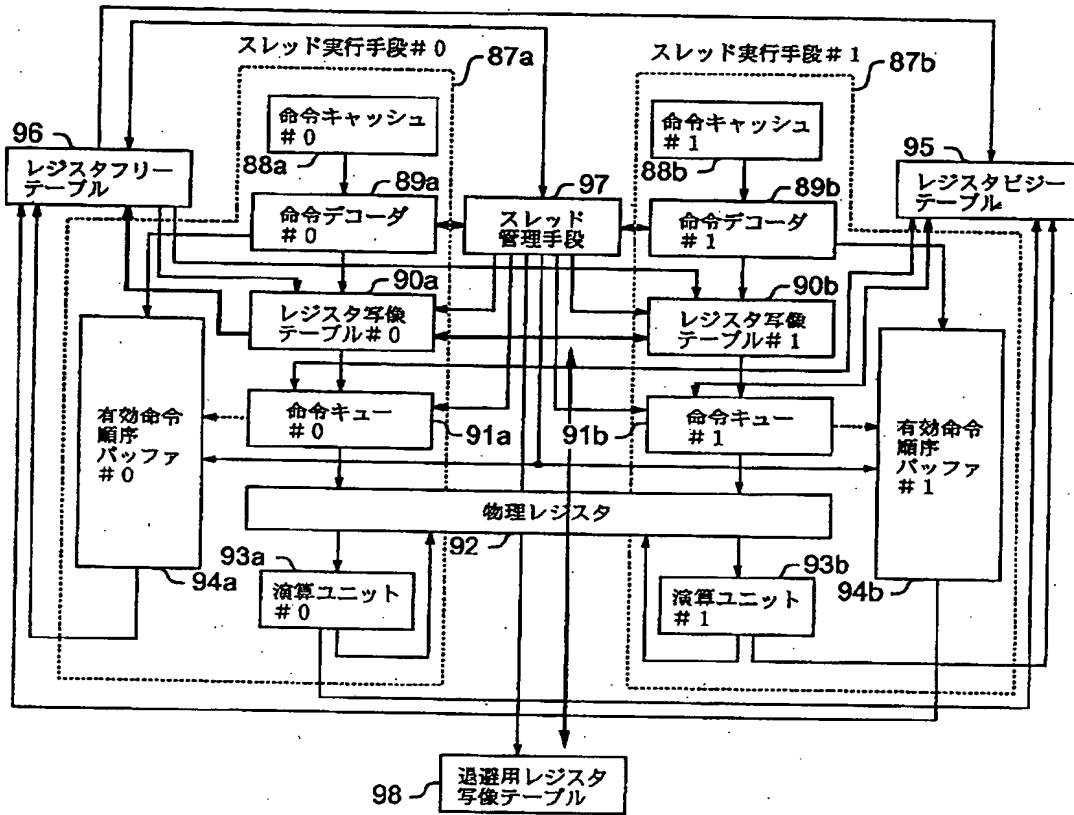 スレッド実行手段＃0
87a
スレッド実行手段＃1
87b
96
レジスタフリー
テーブル
命令キャッシュ
＃0
88a
命令キャッシュ
＃1
88b
95
レジスタビジー
テーブル
89a
命令デコーダ
＃0
97
スレッド
管理手段
89b
命令デコーダ
＃1
90a
レジスタ写像
テーブル＃0
90b
レジスタ写像
テーブル＃1
有効命令
順序
バッファ
＃0
94a
命令キュー
＃0
91a
命令キュー
＃1
91b
有効命令
順序
バッファ
＃1
94b
物理レジスタ
92
93a
演算ユニット
＃0
93b
演算ユニット
＃1
98
退避用レジスタ
写像テーブル